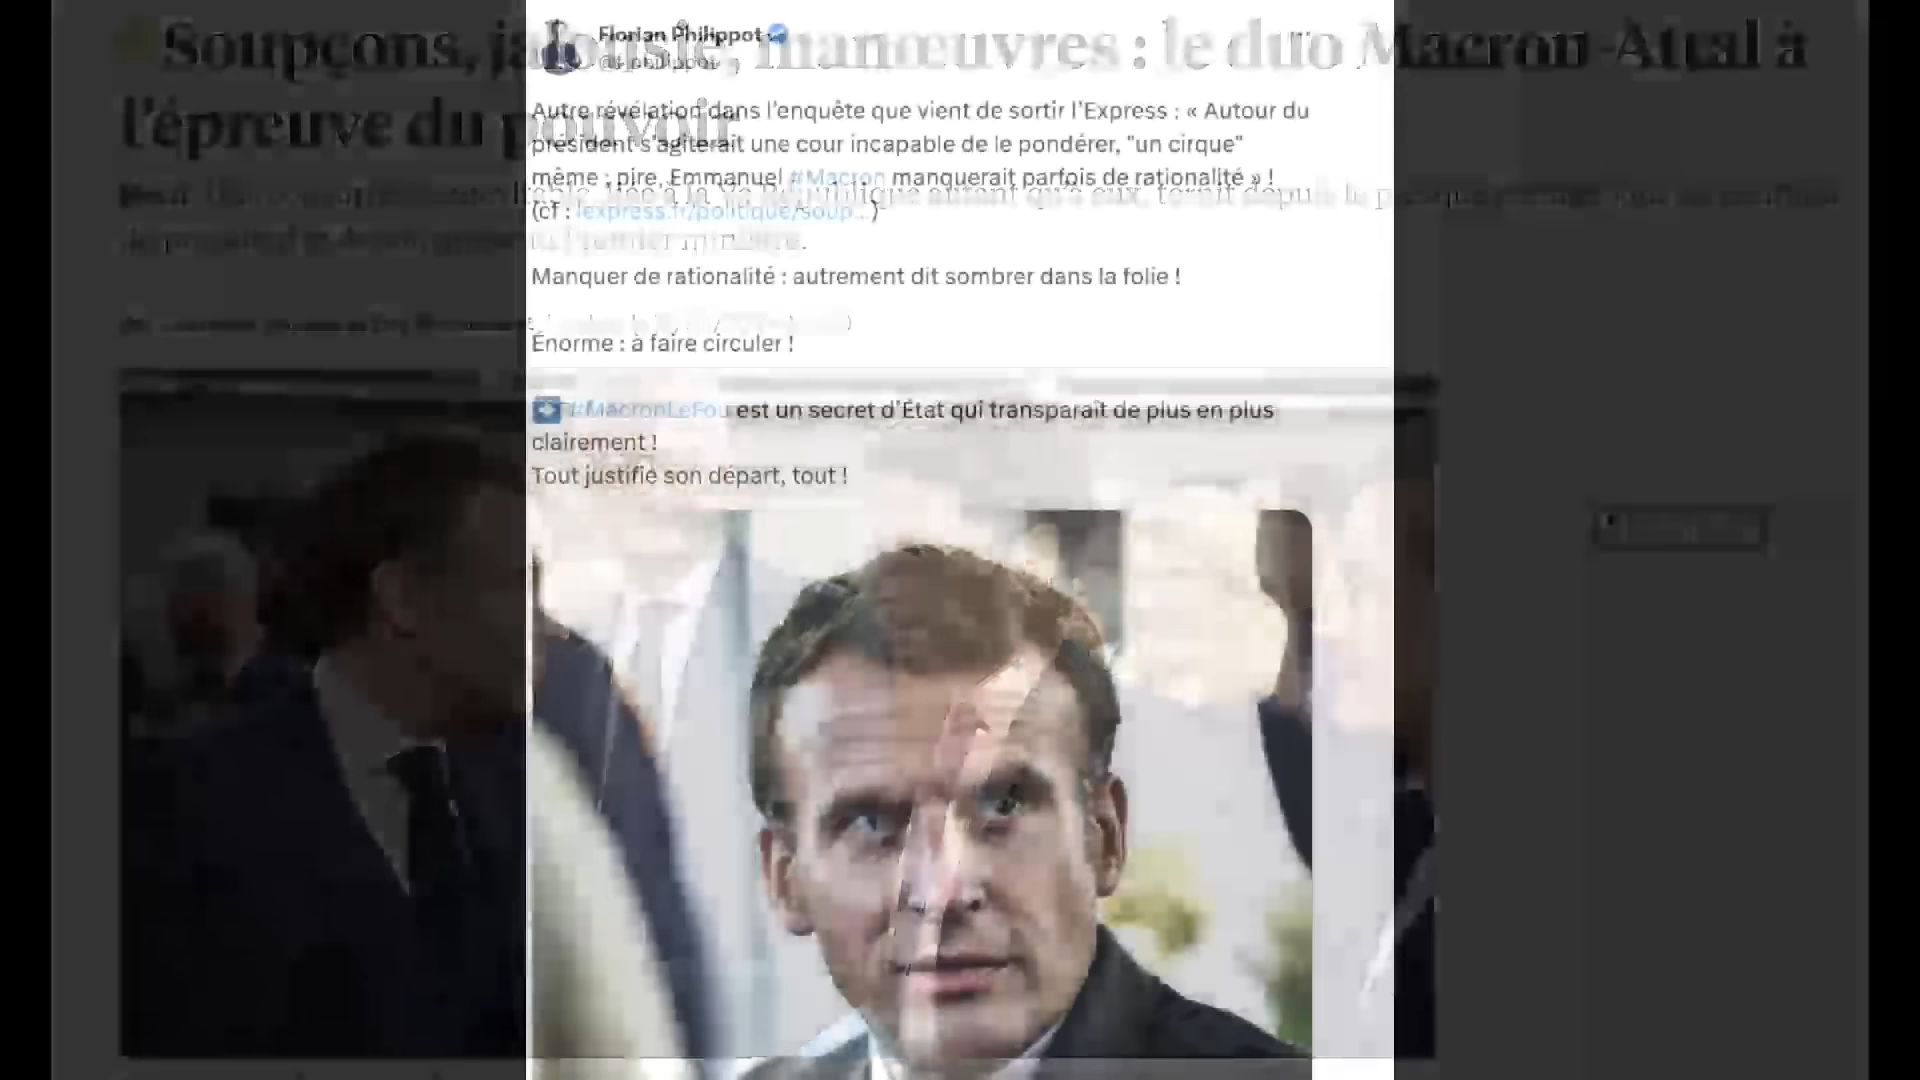 Soupçons, jalousie, manœuvres : le duo Macron-Attal à
l'épreuve du pouvoir
Florian Philippot
@f_philippot
Autre révélation dans l'enquête que vient de sortir l'Express : « Autour du
président s'agiterait une cour incapable de le pondérer, "un cirque"
même ; pire, Emmanuel #Macron manquerait parfois de rationalité » !
(cf : lexpress.fr/politique/soup...)
Manquer de rationalité : autrement dit sombrer dans la folie !
Énorme : à faire circuler !
#MacronLeFou est un secret d'État qui transparaît de plus en plus
clairement !
Tout justifie son départ, tout !